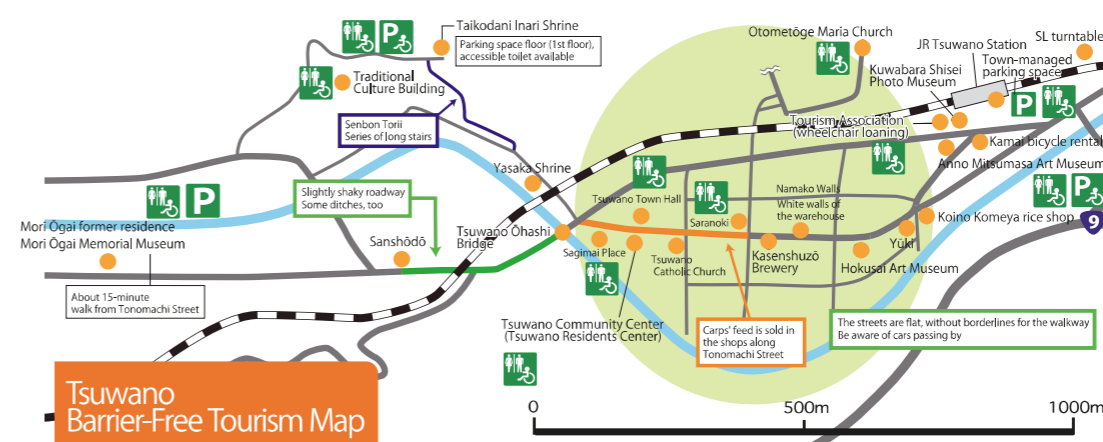 Taikodani Inari Shrine
Parking space floor (1st floor),
accessible toilet available
P
Traditional
Culture Building
Senbon Torii
Series of long stairs
Otometōge Maria Church
JR Tsuwano Station
SL turntable
Town-managed
parking space
Kuwabara Shisei
Photo Museum
P
Tourism Association
(wheelchair loaning)
Kamai bicycle rental
Anno Mitsumasa Art Museum
Yasaka Shrine
Slightly shaky roadway
Some ditches, too
P
Tsuwano Town Hall
Namako Walls
White walls of
the warehouse
Saranoki
P
Koino Komeya rice shop
9
Mori Ōgai former residence
Mori Ōgai Memorial Museum
Sanshōdō
Tsuwano Ōhashi
Bridge
Sagimai Place
Tsuwano
Catholic Church
Kasenshuzō
Brewery
Yūki
Hokusai Art Museum
About 15-minute
walk from Tonomachi Street
Tsuwano Community Center
(Tsuwano Residents Center)
Carps' feed is sold in
the shops along
Tonomachi Street
The streets are flat, without borderlines for the walkway
Be aware of cars passing by
Tsuwano
Barrier-Free Tourism Map
0
500m
1000m